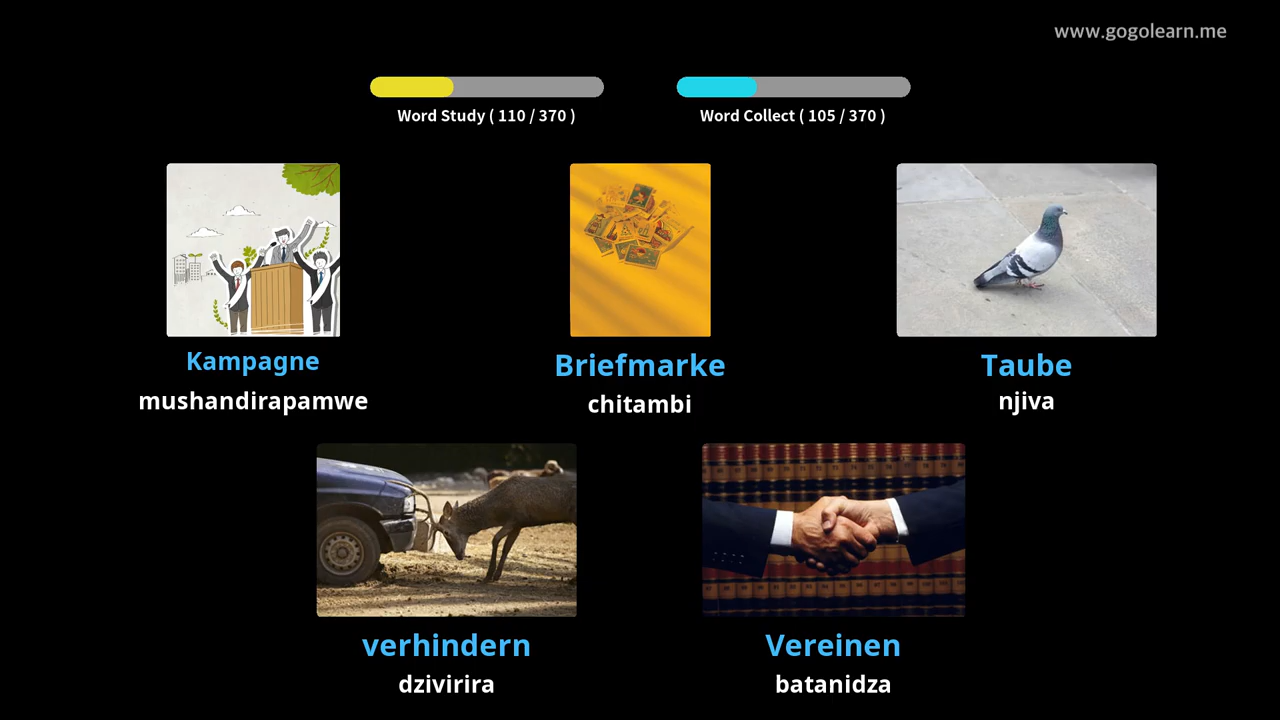 www.gogolearn.me
Word Study ( 110 / 370 )
Word Collect ( 105 / 370 )
Kampagne
mushandirapamwe
Briefmarke
chitambi
Taube
njiva
verhindern
dzivirira
Vereinen
batanidza